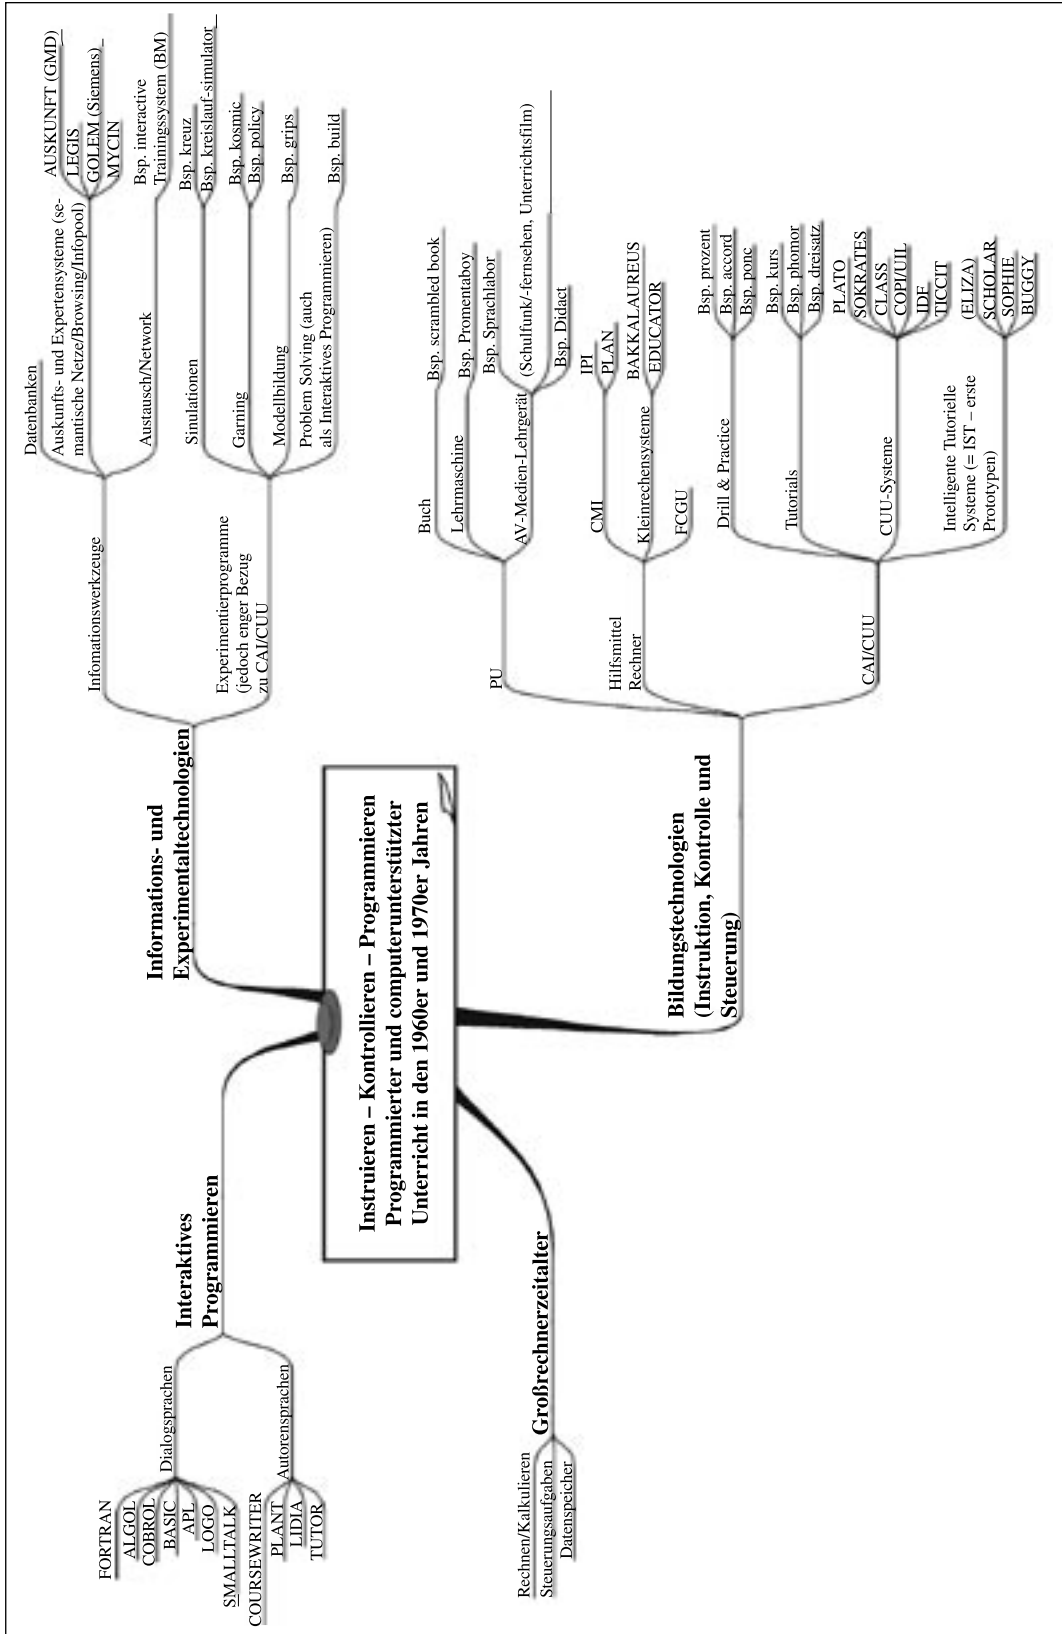 Instruieren – Kontrollieren – Programmieren
Programmierter und computerunterstützter
Unterricht in den 1960er und 1970er Jahren
Interaktives
Programmieren
Dialogsprachen
FORTRAN
ALGOL
COBROL
BASIC
APL
LOGO
SMALLTALK
Autorensprachen
COURSEWRITER
PLANT
LIDIA
TUTOR
Großrechnerzeitalter
Rechnen/Kalkulieren
Steuerungsaufgaben
Datenspeicher
Informations- und
Experimentaltechnologien
Infomationswerkzeuge
Datenbanken
Auskunfts- und Expertensysteme (se-
mantische Netze/Browsing/Infopool)
AUSKUNFT (GMD)
LEGIS
GOLEM (Siemens)
MYCIN
Austausch/Network
Bsp. interactive
Trainingssystem (BM)
Experimentierprogramme
(jedoch enger Bezug
zu CAI/CUU
Sinulationen
Bsp. kreuz
Bsp. kreislauf-simulator
Garning
Bsp. kosmic
Bsp. policy
Modellbildung
Bsp. grips
Problem Solving (auch
als Interaktives Programmieren)
Bsp. build
Bildungstechnologien
(Instruktion, Kontrolle und
Steuerung)
PU
Buch
Bsp. scrambled book
Lehrmaschine
Bsp. Promentaboy
AV-Medien-Lehrgerät
Bsp. Sprachlabor
(Schulfunk/-fernsehen, Unterrichtsfilm)
Bsp. Didact
Hilfsmittel
Rechner
CMI
IPI
PLAN
Kleinrechensysteme
BAKKALAUREUS
EDUCATOR
FCGU
CAI/CUU
Drill & Practice
Bsp. prozent
Bsp. accord
Bsp. ponc
Tutorials
Bsp. kurs
Bsp. phomor
Bsp. dreisatz
CUU-Systeme
PLATO
SOKRATES
CLASS
COPI/UIL
IDF
TICCIT
Intelligente Tutorielle
Systeme (= IST – erste
Prototypen)
(ELIZA)
SCHOLAR
SOPHIE
BUGGY